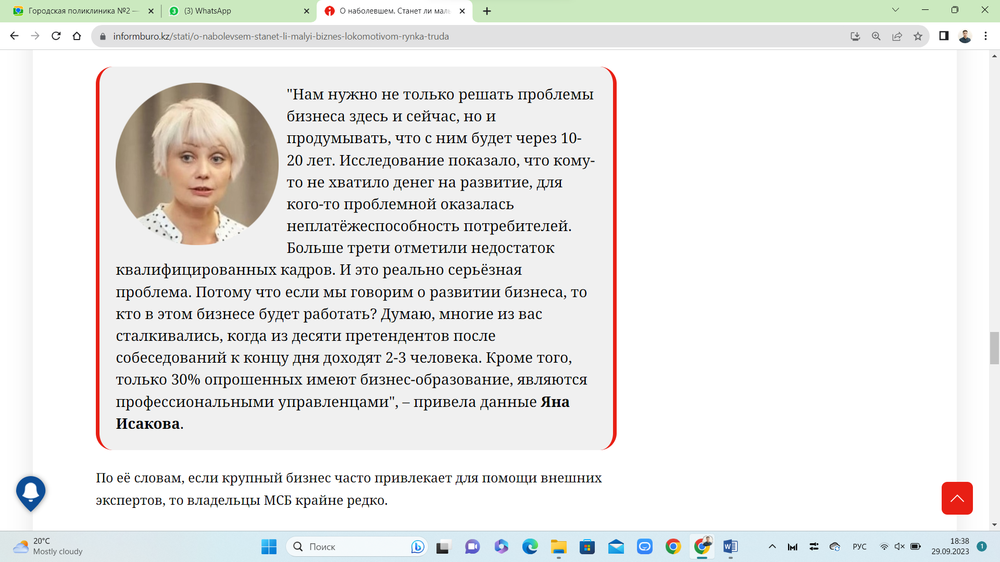 Городская поликлиника №2 —
3
(3) WhatsApp
О наболевшем. Станет ли маль
informburo.kz/stati/o-nabolevsem-stanet-li-malyi-biznes-lokomotivom-rynka-truda
"Нам нужно не только решать проблемы
бизнеса здесь и сейчас, но и
продумывать, что с ним будет через 10-
20 лет. Исследование показало, что кому-
то не хватило денег на развитие, для
кого-то проблемной оказалась
неплатёжеспособность потребителей.
Больше трети отметили недостаток
квалифицированных кадров. И это реально серьёзная
проблема. Потому что если мы говорим о развитии бизнеса, то
кто в этом бизнесе будет работать? Думаю, многие из вас
сталкивались, когда из десяти претендентов после
собеседований к концу дня доходят 2-3 человека. Кроме того,
только 30% опрошенных имеют бизнес-образование, являются
профессиональными управленцами", – привела данные Яна
Исакова.
По её словам, если крупный бизнес часто привлекает для помощи внешних
экспертов, то владельцы МСБ крайне редко.
20°C
Mostly cloudy
Поиск
РУС
18:38
29.09.2023
1